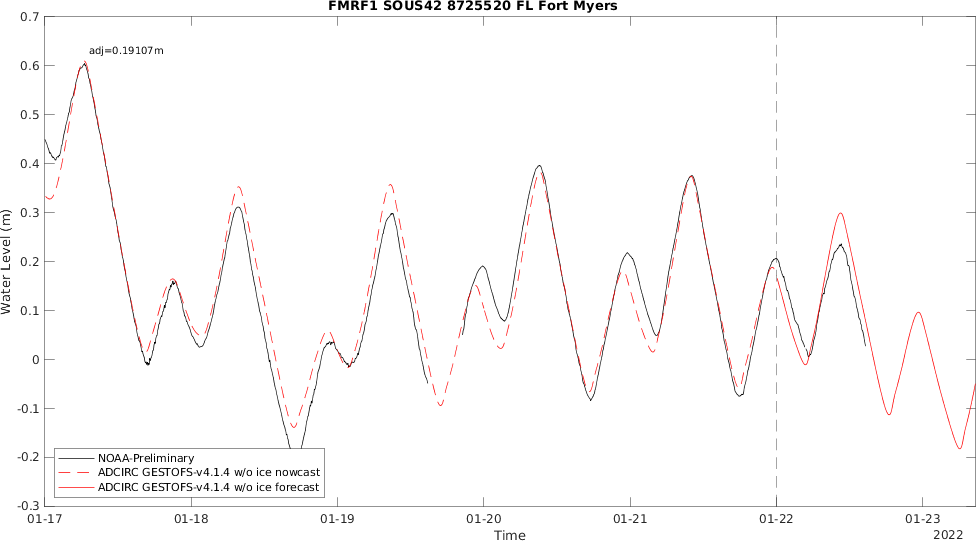 FMRF1 SOUS42 8725520 FL Fort Myers
adj=0.19107m
Water Level (m)
0.7
0.6
0.5
0.4
0.3
0.2
0.1
0
-0.1
-0.2
-0.3
NOAA-Preliminary
ADCIRC GESTOFS-v4.1.4 w/o ice nowcast
ADCIRC GESTOFS-v4.1.4 w/o ice forecast
01-17 01-18 01-19 01-20 01-21 01-22 01-23
Time
2022